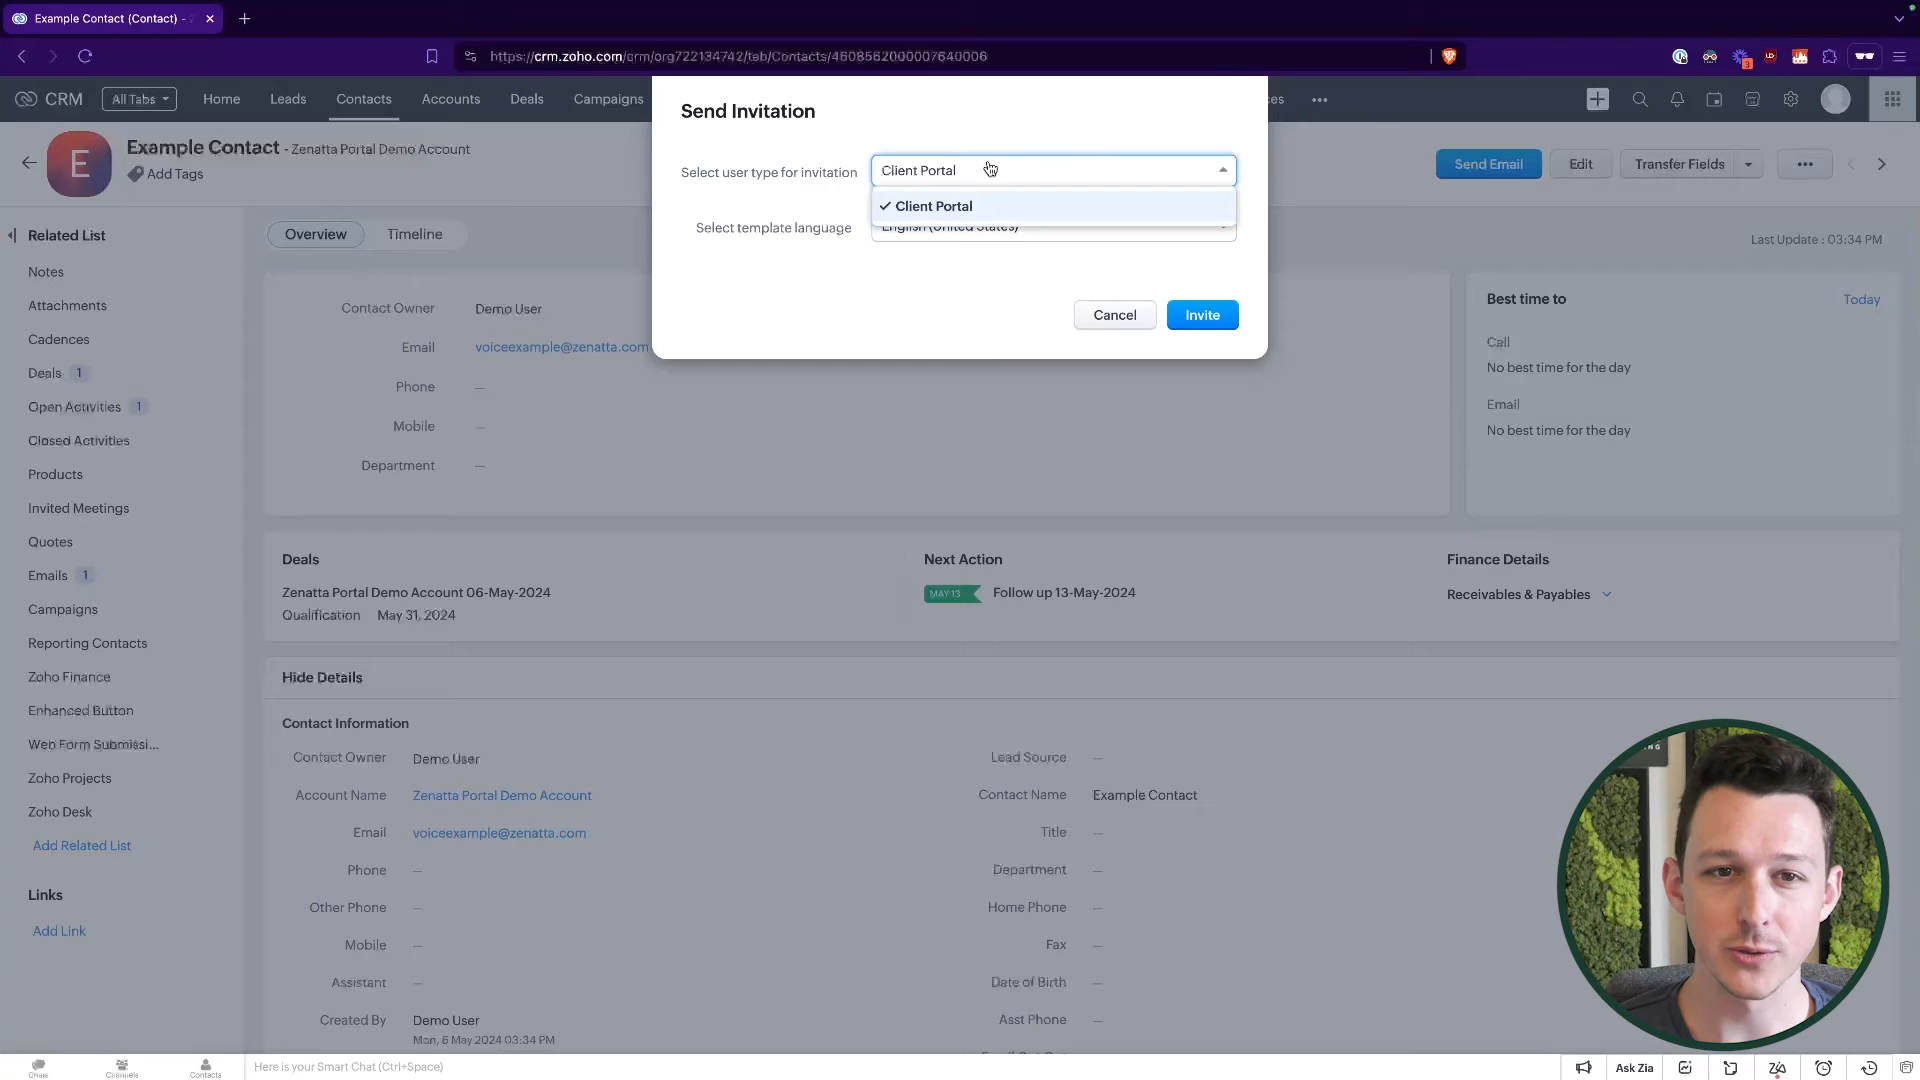 Example Contact (Contact) -
https://crm.zoho.com/crm/org722134742/tab/Contacts/4608562000007640006
3
CRM
All Tabs
Home
Leads
Contacts
Accounts
Deals
Campaigns
Send Invitation
Select user type for invitation
Client Portal
Client Portal
Select template language
English (United States)
Cancel
Invite
E
Example Contact - Zenatta Portal Demo Account
Add Tags
Send Email
Edit
Transfer Fields
Related List
Notes
Attachments
Cadences
Deals 1
Open Activities 1
Closed Activities
Products
Invited Meetings
Quotes
Emails 1
Campaigns
Reporting Contacts
Zoho Finance
Enhanced Button
Web Form Submissi...
Zoho Projects
Zoho Desk
Add Related List
Links
Add Link
Overview
Timeline
Last Update : 03:34 PM
Contact Owner Demo User
Email voiceexample@zenatta.com
Phone —
Mobile —
Department —
Best time to
Today
Call
No best time for the day
Email
No best time for the day
Deals
Zenatta Portal Demo Account 06-May-2024
Qualification May 31, 2024
Next Action
MAY 13 Follow up 13-May-2024
Finance Details
Receivables & Payables
Hide Details
Contact Information
Contact Owner Demo User
Account Name Zenatta Portal Demo Account
Email voiceexample@zenatta.com
Phone —
Other Phone —
Mobile —
Assistant —
Created By Demo User
Mon, 6 May 2024 03:34 PM
Lead Source —
Contact Name Example Contact
Title —
Department —
Home Phone —
Fax —
Date of Birth —
Asst Phone —
Chats
Channels
Contacts
Here is your Smart Chat (Ctrl+Space)
Ask Zia